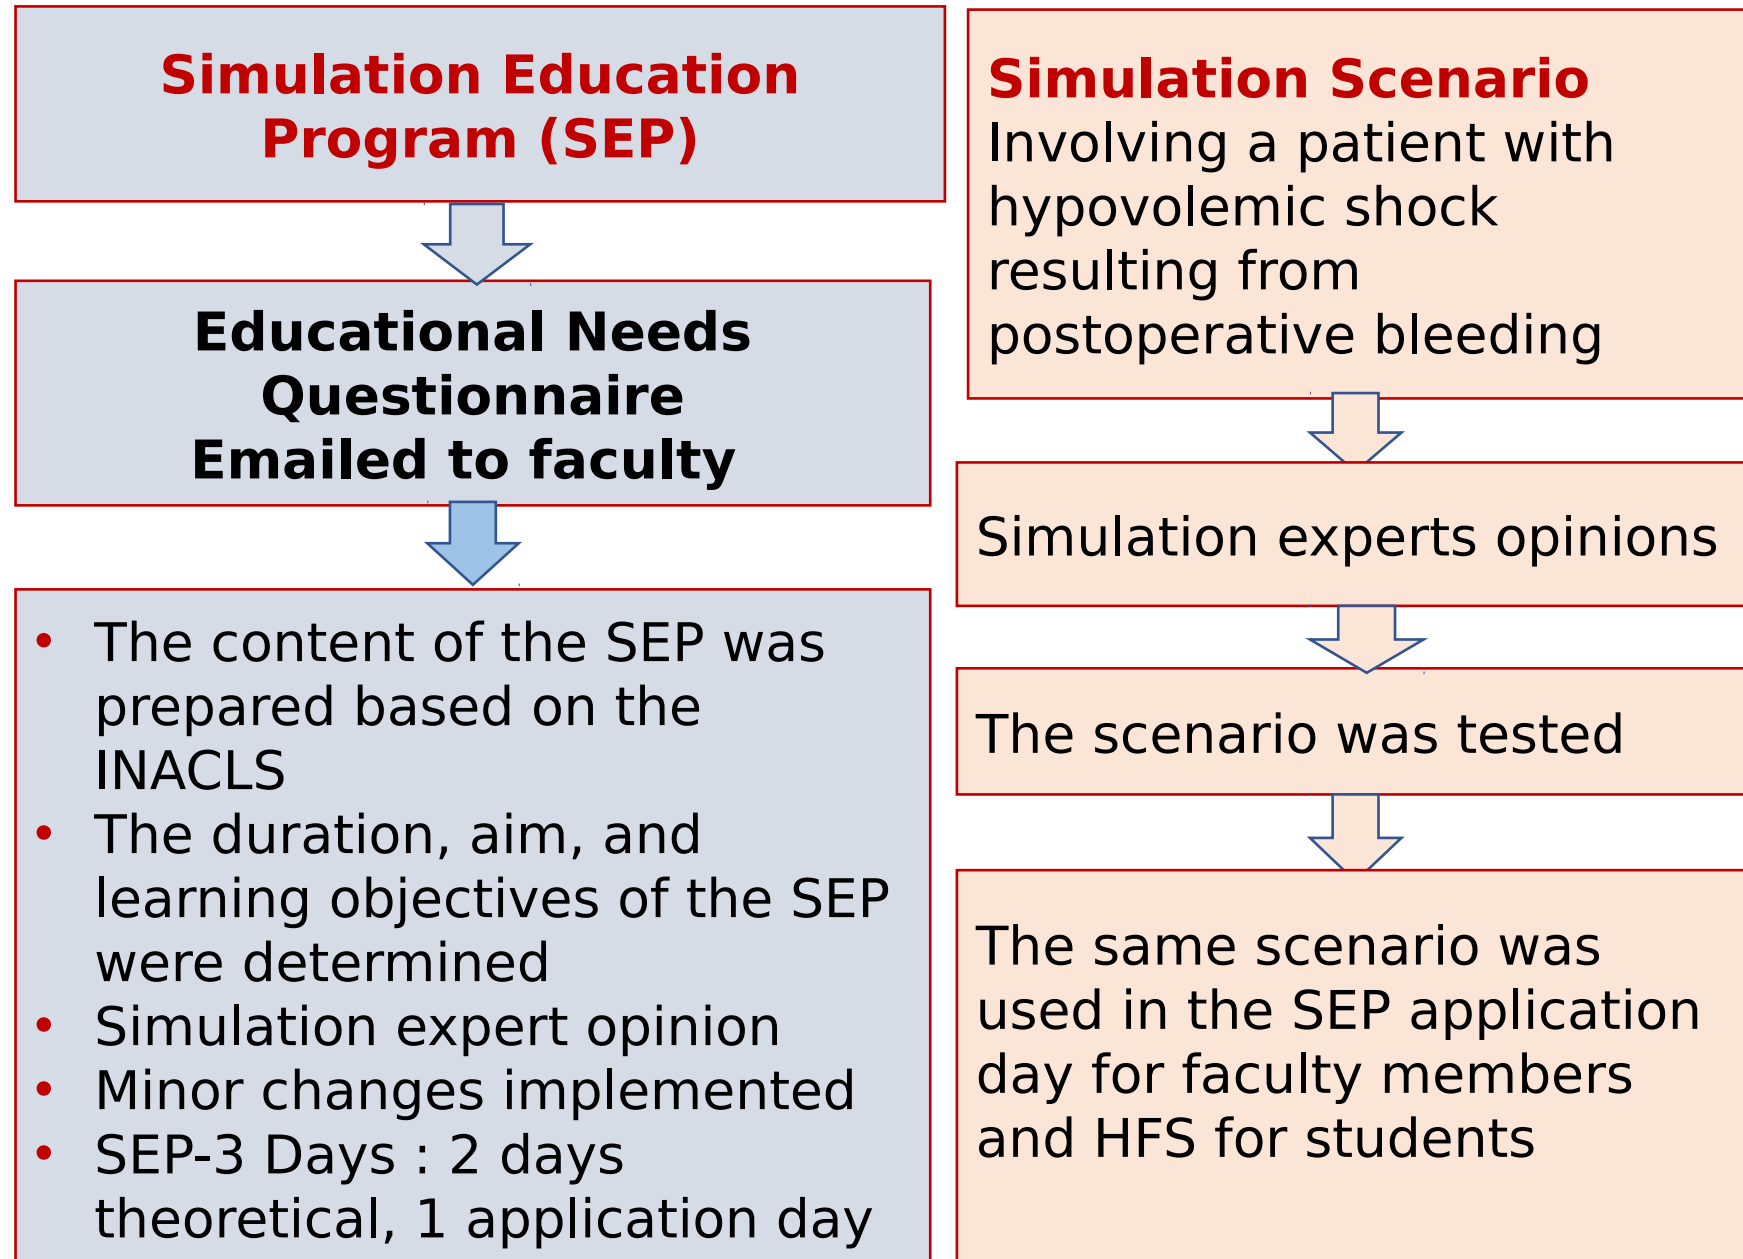 Simulation Education
Program (SEP)
Educational Needs
Questionnaire
Emailed to faculty
• The content of the SEP was
prepared based on the
INACLS
• The duration, aim, and
learning objectives of the SEP
were determined
• Simulation expert opinion
• Minor changes implemented
• SEP-3 Days : 2 days
theoretical, 1 application day
Simulation Scenario
Involving a patient with
hypovolemic shock
resulting from
postoperative bleeding
Simulation experts opinions
The scenario was tested
The same scenario was
used in the SEP application
day for faculty members
and HFS for students